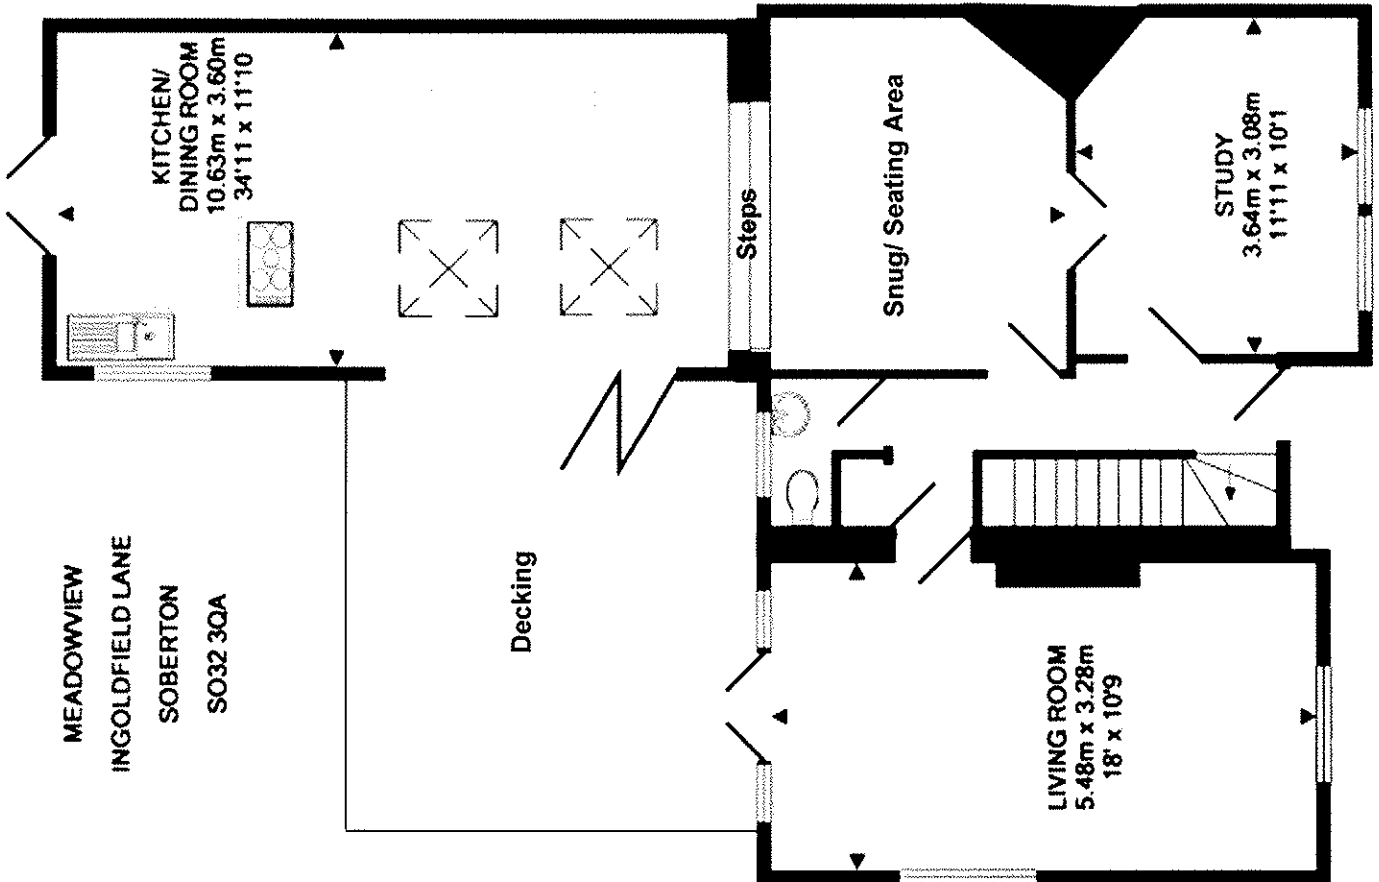 MEADOWVIEW
INGOLDFIELD LANE
SOBERTON
SO32 3QA
KITCHEN/
DINING ROOM
10.63m x 3.60m
34'11 x 11'10
Decking
Steps
Snug/ Seating Area
LIVING ROOM
5.48m x 3.28m
18' x 10'9
STUDY
3.64m x 3.08m
11'11 x 10'1